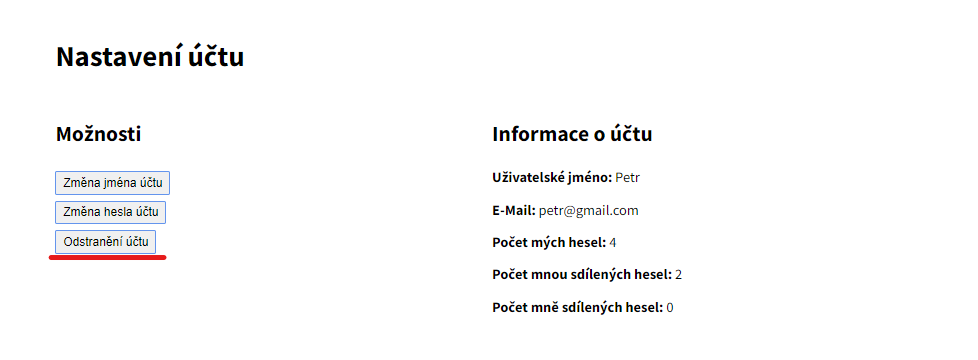 Nastavení účtu
Možnosti
Změna jména účtu
Změna hesla účtu
Odstranění účtu
Informace o účtu
Uživatelské jméno: Petr
E-Mail: petr@gmail.com
Počet mých hesel: 4
Počet mnou sdílených hesel: 2
Počet mně sdílených hesel: 0